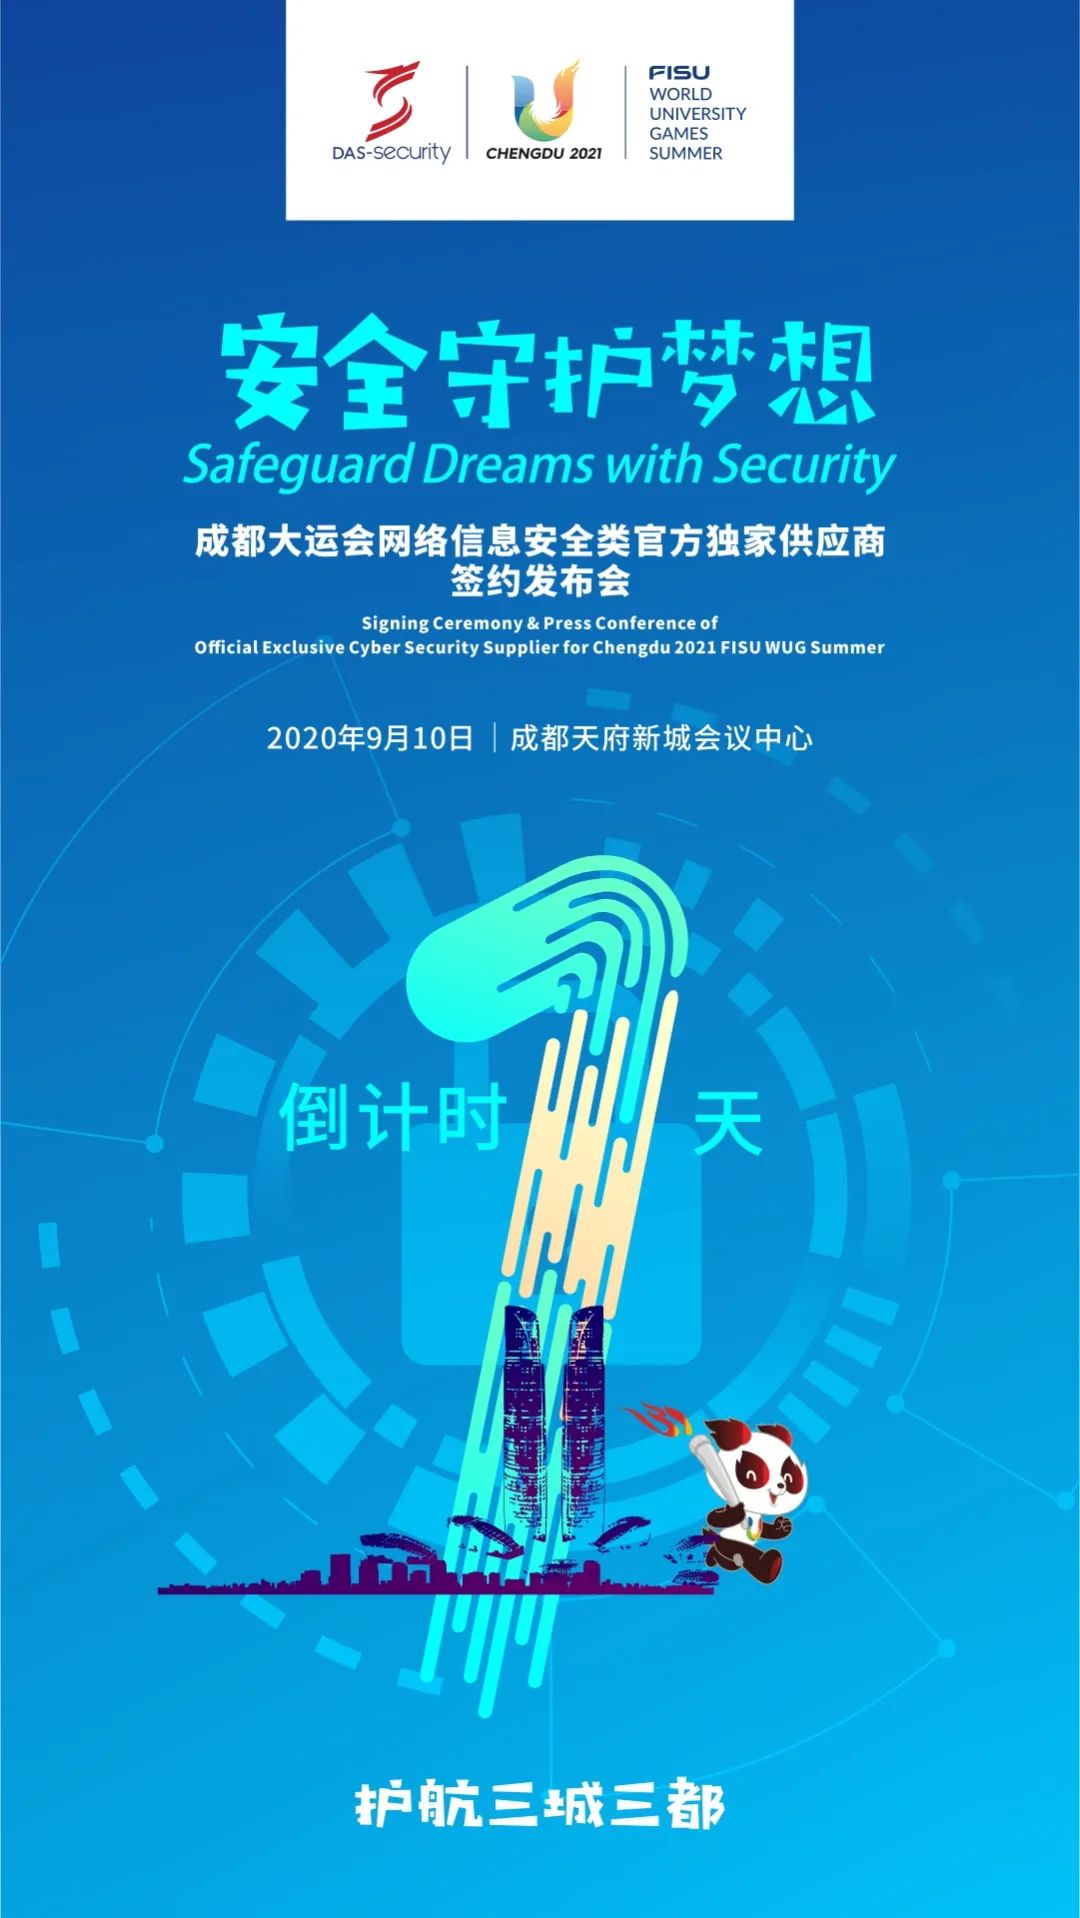 DAS-security
CHENGDU 2021
FISU
WORLD
UNIVERSITY
GAMES
SUMMER
安全守护梦想
Safeguard Dreams with Security
成都大运会网络信息安全类官方独家供应商
签约发布会
Signing Ceremony & Press Conference of
Official Exclusive Cyber Security Supplier for Chengdu 2021 FISU WUG Summer
2020年9月10日｜成都天府新城会议中心
倒计时1天
护航三城三都